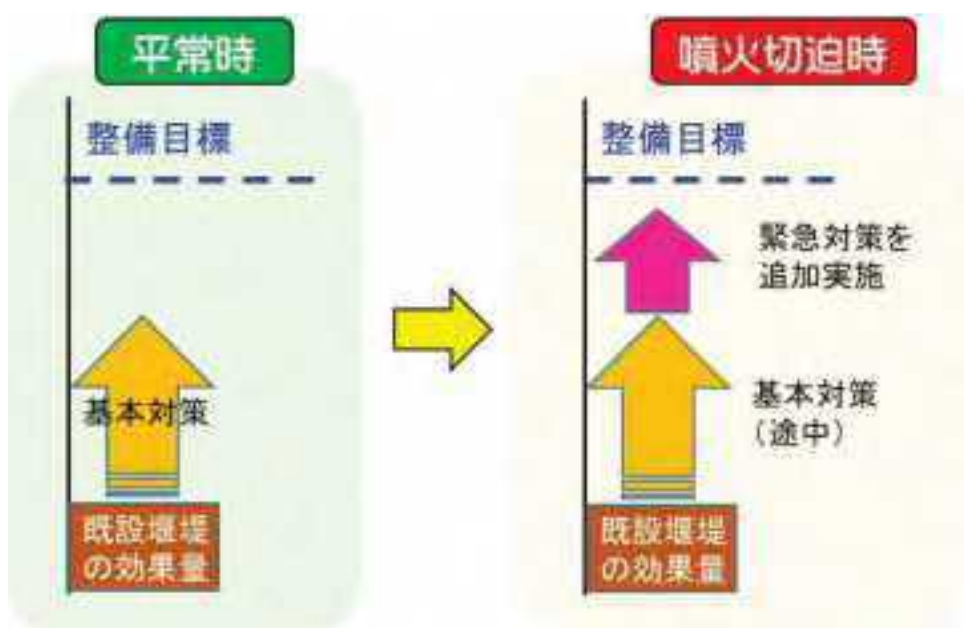 平常時
整備目標
基本対策
既設堰堤
の効果量
噴火切迫時
整備目標
緊急対策を
追加実施
基本対策
(途中)
既設堰堤
の効果量